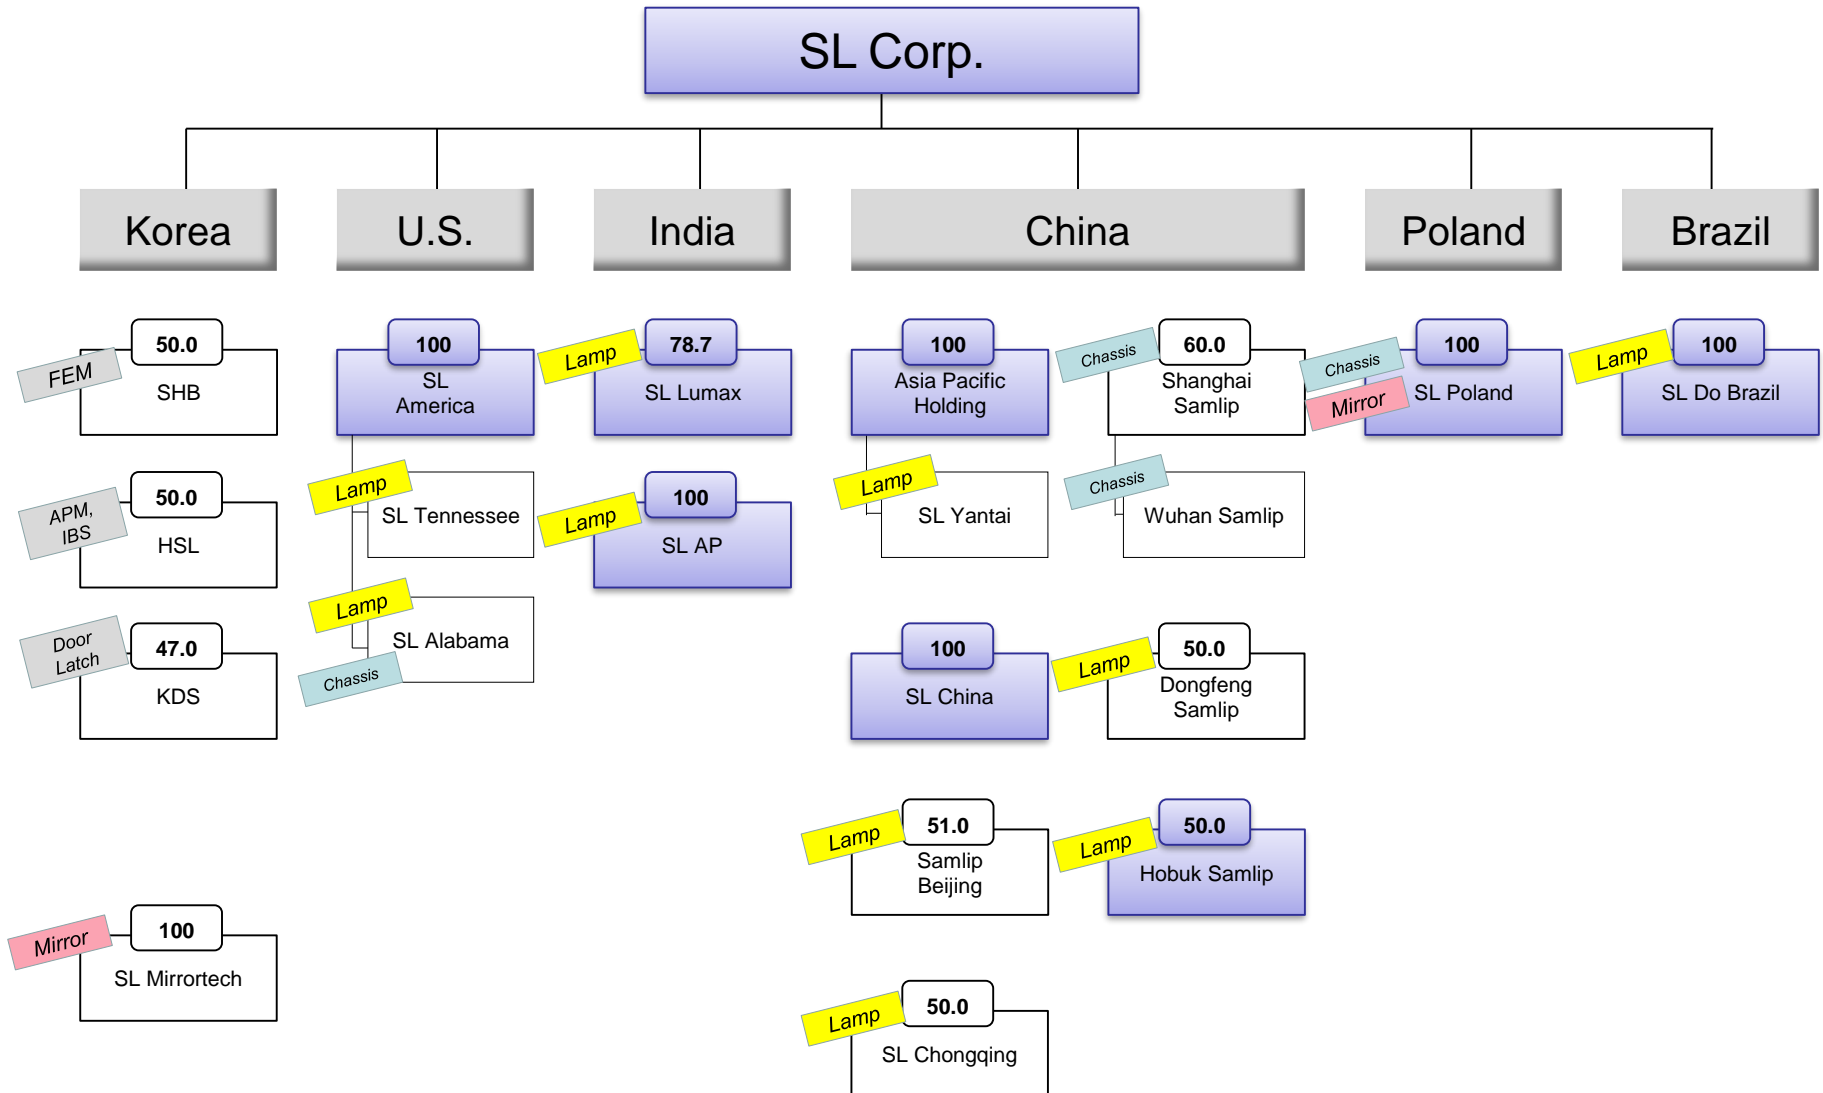 SL Corp.
Korea
U.S.
India
China
Poland
Brazil
FEM
50.0
SHB
APM,
IBS
50.0
HSL
Door
Latch
47.0
KDS
Mirror
100
SL Mirrortech
100
SL
America
Lamp
SL Tennessee
Lamp
SL Alabama
Chassis
Lamp
78.7
SL Lumax
Lamp
100
SL AP
100
Asia Pacific
Holding
Lamp
SL Yantai
100
SL China
Lamp
51.0
Samlip
Beijing
Lamp
50.0
SL Chongqing
Chassis
60.0
Shanghai
Samlip
Chassis
Wuhan Samlip
Lamp
50.0
Dongfeng
Samlip
Lamp
50.0
Hobuk Samlip
Chassis
Mirror
100
SL Poland
Lamp
100
SL Do Brazil